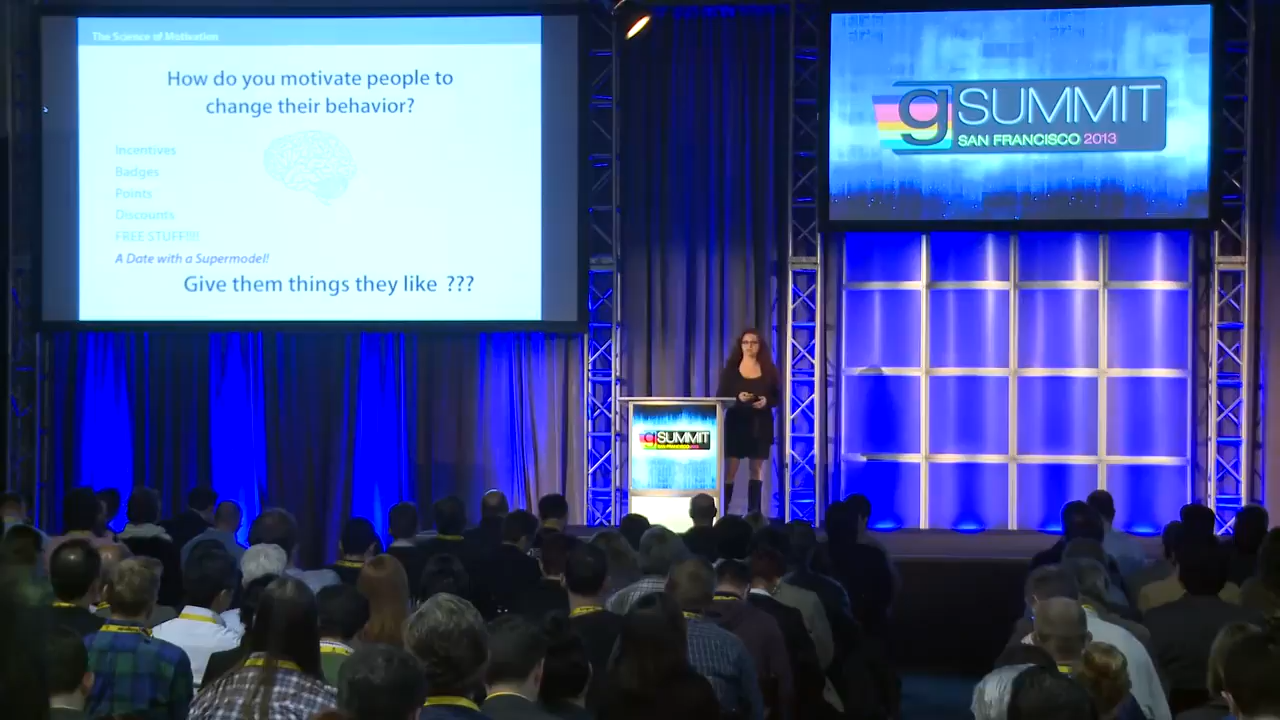 The Science of Motivation
How do you motivate people to
change their behavior?
Incentives
Badges
Points
Discounts
FREE STUFF!!!!
A Date with a Supermodel!
Give them things they like ???
gSUMMIT
SAN FRANCISCO 2013
gSUMMIT